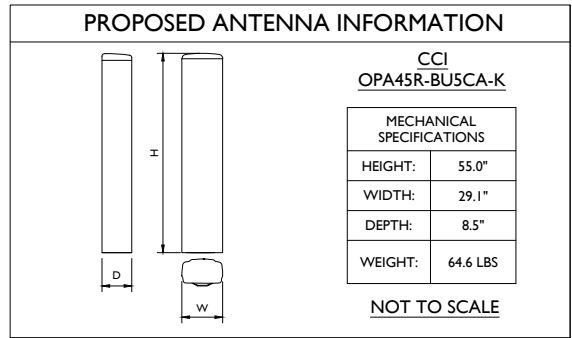 PROPOSED ANTENNA INFORMATION
CCI
OPA45R-BU5CA-K
H
D
W
MECHANICAL
SPECIFICATIONS
HEIGHT: 55.0"
WIDTH: 29.1"
DEPTH: 8.5"
WEIGHT: 64.6 LBS
NOT TO SCALE